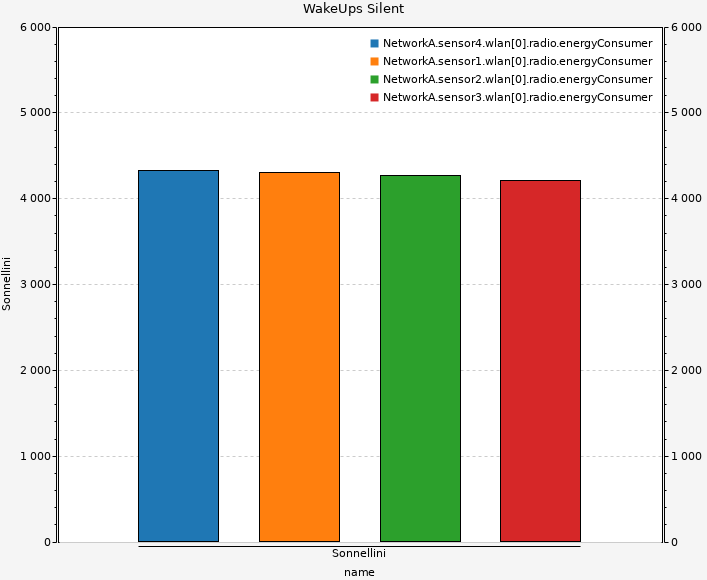 WakeUps Silent
6 000
5 000
4 000
3 000
2 000
1 000
0
Sonnellini
NetworkA.sensor4.wlan[0].radio.energyConsumer
NetworkA.sensor1.wlan[0].radio.energyConsumer
NetworkA.sensor2.wlan[0].radio.energyConsumer
NetworkA.sensor3.wlan[0].radio.energyConsumer
6 000
5 000
4 000
3 000
2 000
1 000
0
Sonnellini
name